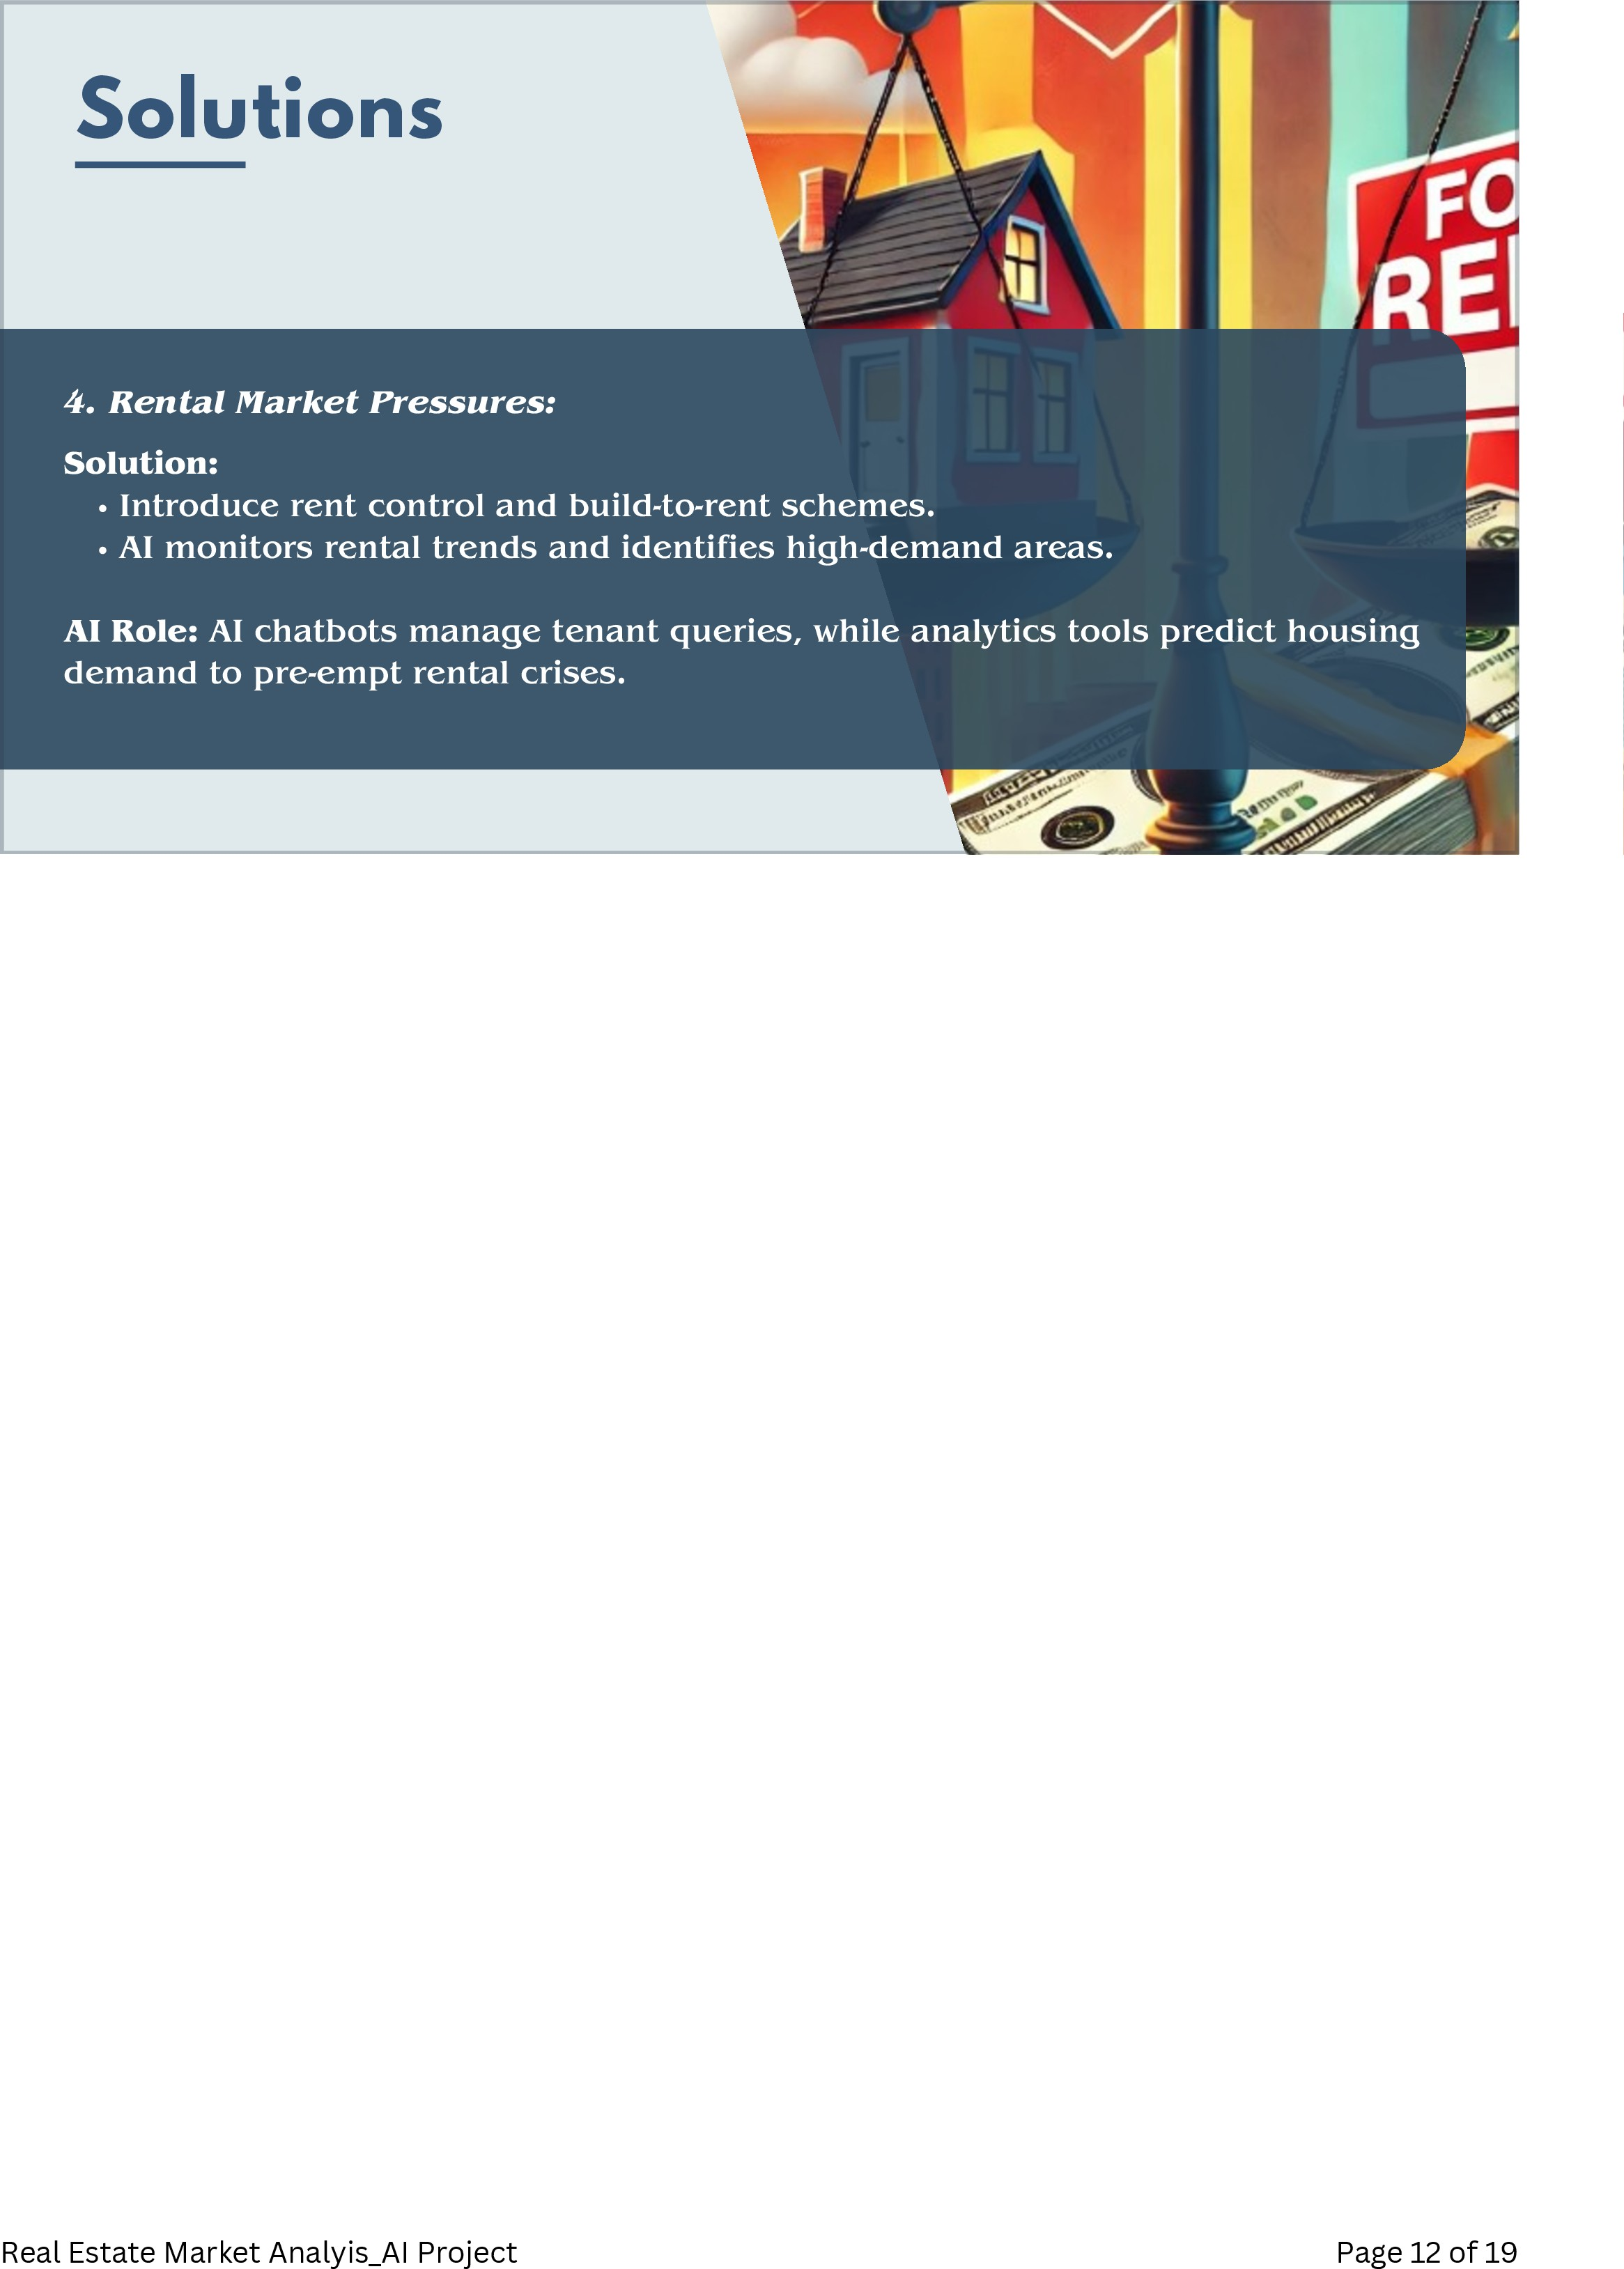 Solutions
FO
RE
4. Rental Market Pressures:
Solution:
• Introduce rent control and build-to-rent schemes.
• AI monitors rental trends and identifies high-demand areas.
AI Role: AI chatbots manage tenant queries, while analytics tools predict housing
demand to pre-empt rental crises.
Real Estate Market Analyis_AI Project
Page 12 of 19